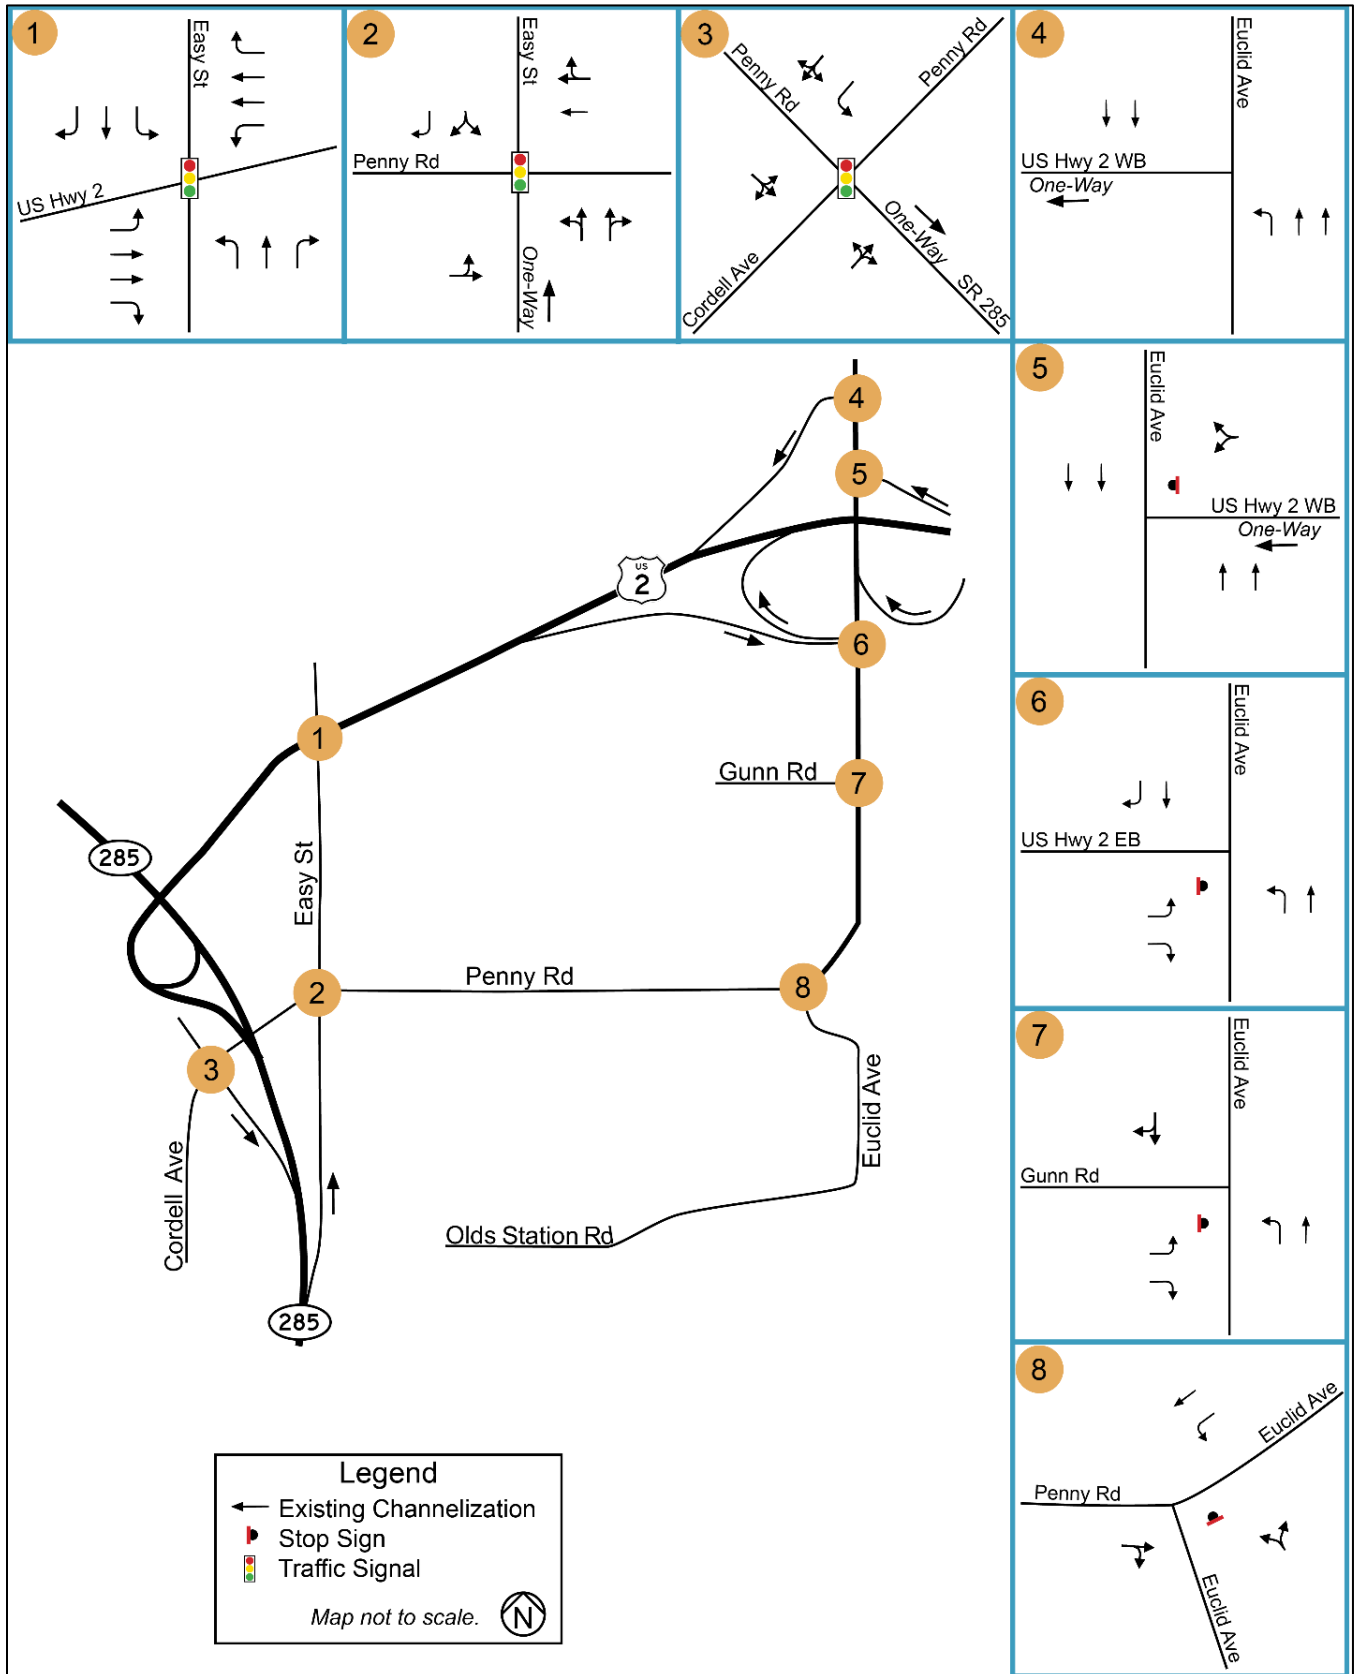 1
Easy St
US Hwy 2
2
Easy St
Penny Rd
One-Way
3
Penny Rd
Penny Rd
Cordell Ave
One-Way
SR 285
4
Euclid Ave
US Hwy 2 WB
One-Way
5
Euclid Ave
US Hwy 2 WB
One-Way
6
Euclid Ave
US Hwy 2 EB
7
Euclid Ave
Gunn Rd
8
Euclid Ave
Penny Rd
Euclid Ave
4
5
US
2
6
1
Gunn Rd
7
285
Easy St
2
Penny Rd
8
3
Cordell Ave
Euclid Ave
Olds Station Rd
285
Legend
Existing Channelization
Stop Sign
Traffic Signal
Map not to scale.
N